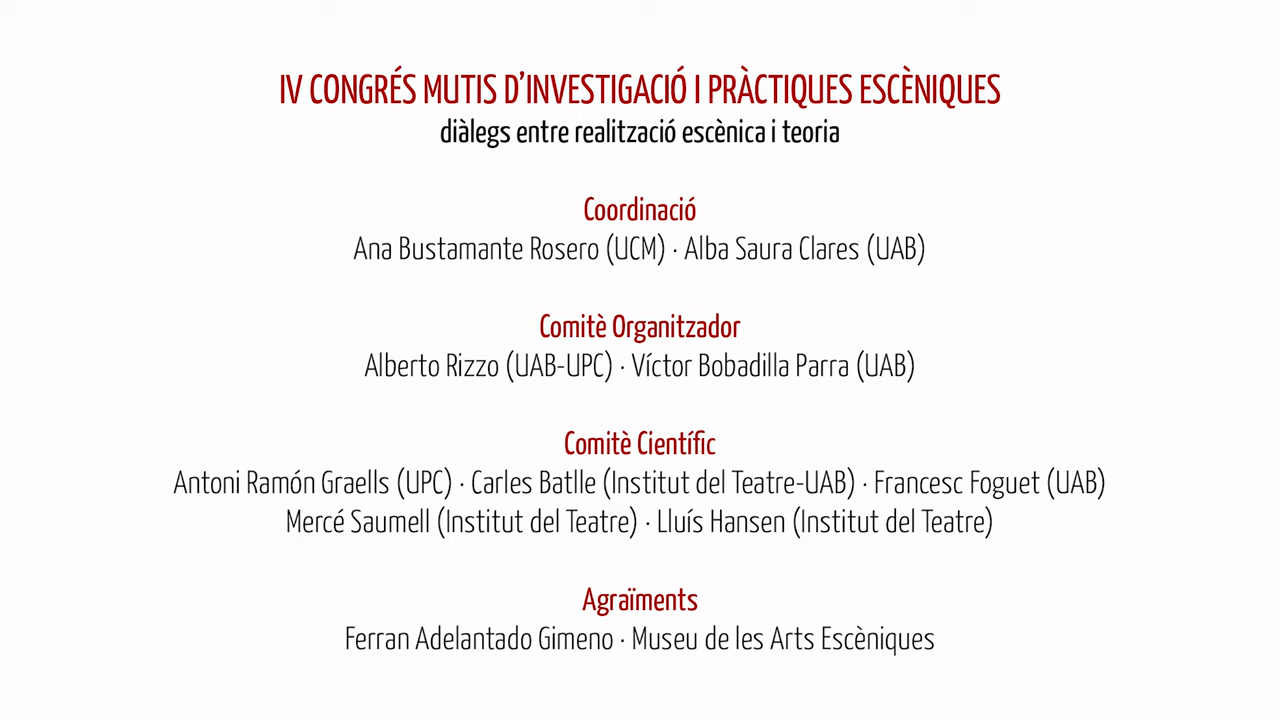 IV CONGRÉS MUTIS D’INVESTIGACIÓ I PRÀCTIQUES ESCÈNIQUES
diàlegs entre realització escènica i teoria
Coordinació
Ana Bustamante Rosero (UCM) · Alba Saura Clares (UAB)
Comitè Organitzador
Alberto Rizzo (UAB-UPC) · Víctor Bobadilla Parra (UAB)
Comitè Científic
Antoni Ramón Graells (UPC) · Carles Batlle (Institut del Teatre-UAB) · Francesc Foguet (UAB)
Mercé Saumell (Institut del Teatre) · Lluís Hansen (Institut del Teatre)
Agraïments
Ferran Adelantado Gimeno · Museu de les Arts Escèniques